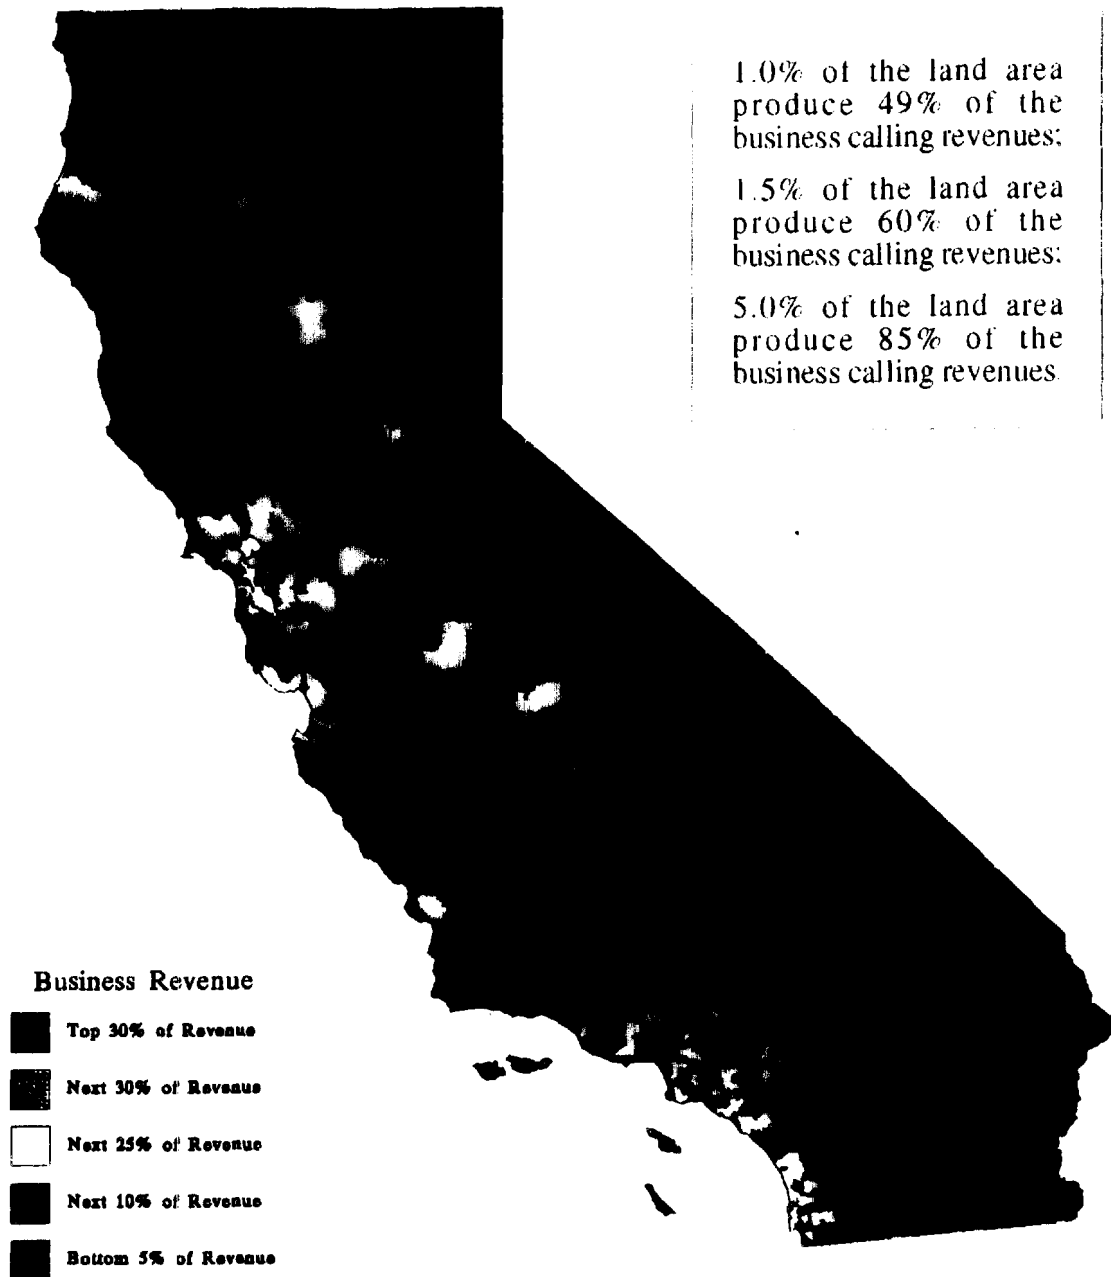 1.0% of the land area
produce 49% of the
business calling revenues;
1.5% of the land area
produce 60% of the
business calling revenues;
5.0% of the land area
produce 85% of the
business calling revenues.
Business Revenue
Top 30% of Revenue
Next 30% of Revenue
Next 25% of Revenue
Next 10% of Revenue
Bottom 5% of Revenue